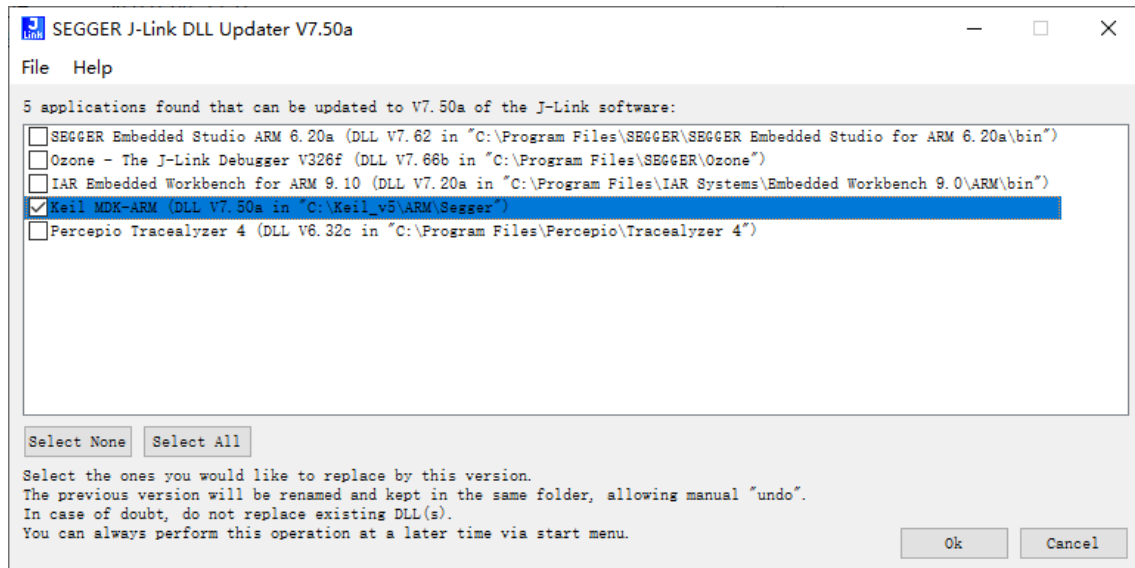 J Link SEGGER J-Link DLL Updater V7.50a
File Help
5 applications found that can be updated to V7.50a of the J-Link software:
SEGGER Embedded Studio ARM 6.20a (DLL V7.62 in "C:\Program Files\SEGGER\SEGGER Embedded Studio for ARM 6.20a\bin")
Ozone - The J-Link Debugger V326f (DLL V7.66b in "C:\Program Files\SEGGER\Ozone")
IAR Embedded Workbench for ARM 9.10 (DLL V7.20a in "C:\Program Files\IAR Systems\Embedded Workbench 9.0\ARM\bin")
Keil MDK-ARM (DLL V7.50a in "C:\Keil_v5\ARM\Segger")
Percepio Tracealyzer 4 (DLL V6.32c in "C:\Program Files\Percepio\Tracealyzer 4")
Select None Select All
Select the ones you would like to replace by this version.
The previous version will be renamed and kept in the same folder, allowing manual "undo".
In case of doubt, do not replace existing DLL(s).
You can always perform this operation at a later time via start menu.
Ok Cancel